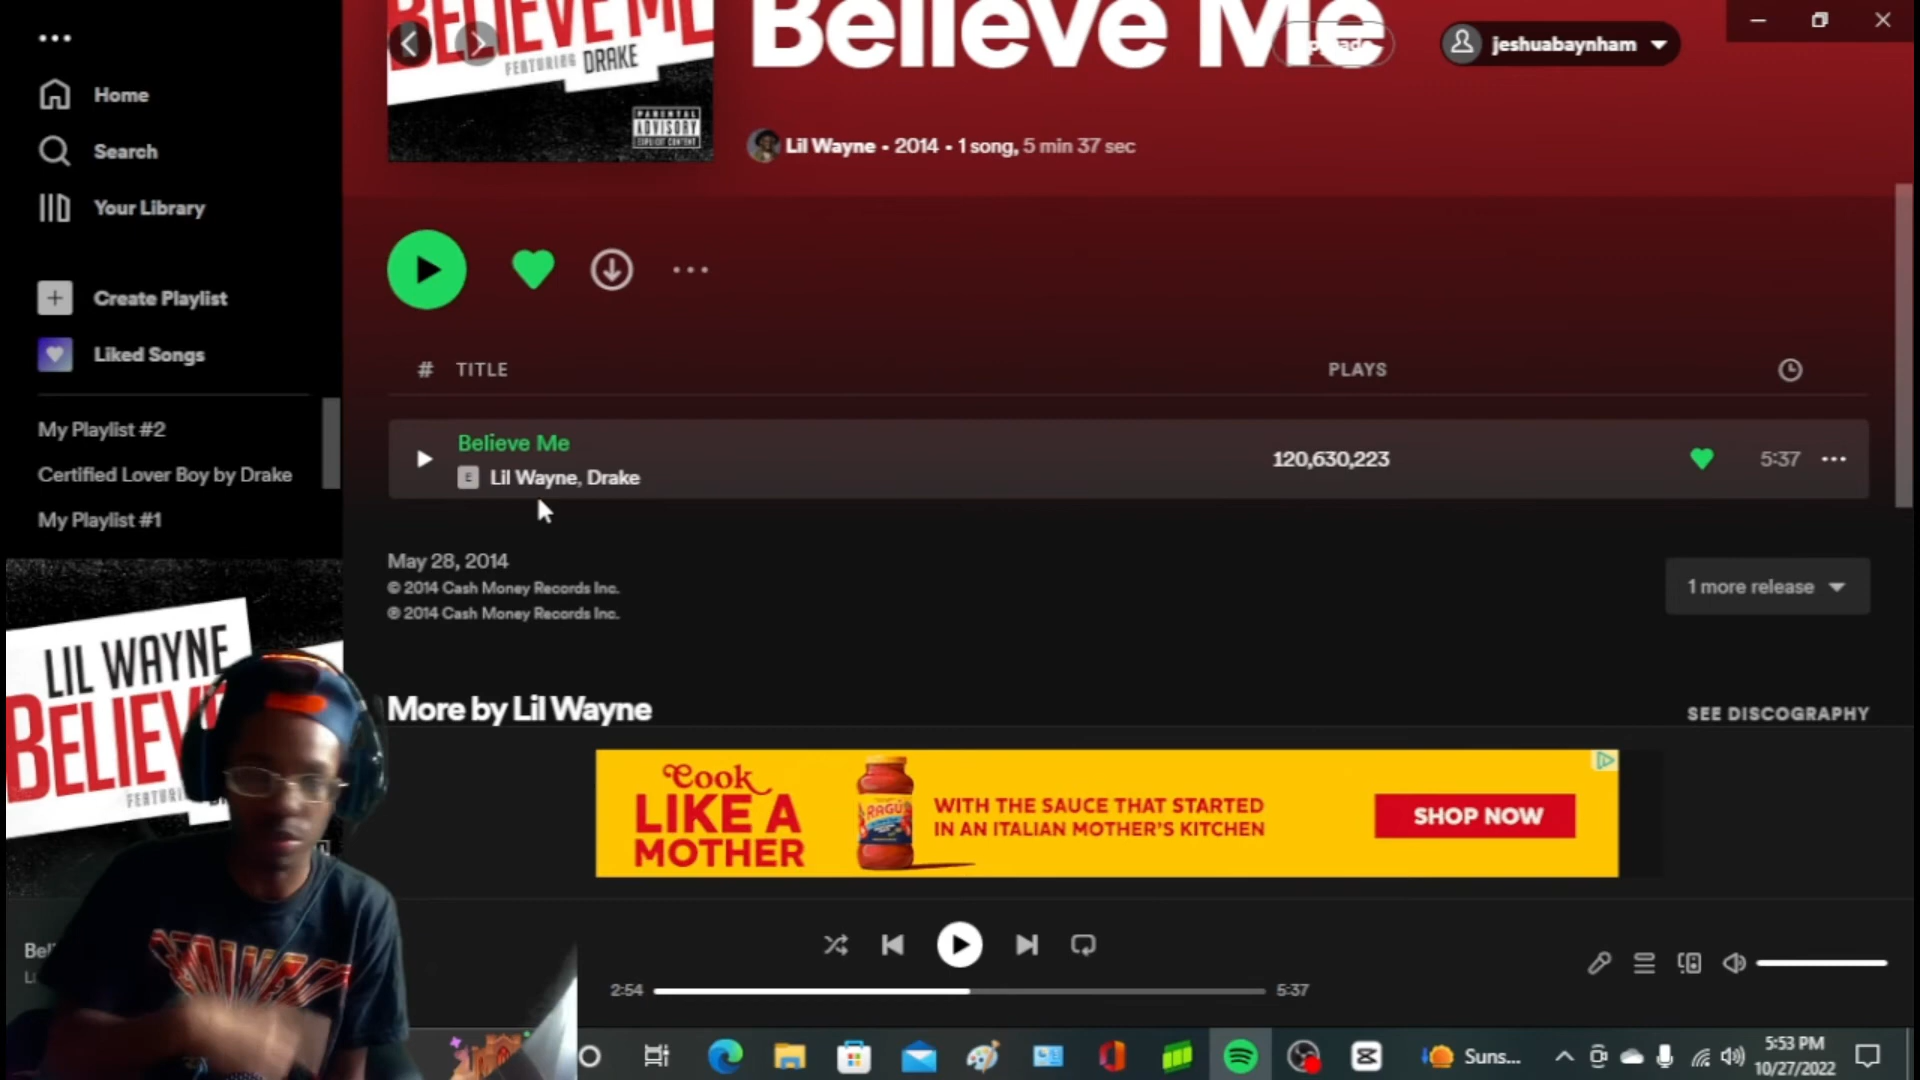 BELIEVE ME
FEATURING DRAKE
PARENTAL
ADVISORY
EXPLICIT CONTENT
Believe Me
jeshuabaynham
Lil Wayne • 2014 • 1 song, 5 min 37 sec
Home
Search
Your Library
Create Playlist
Liked Songs
My Playlist #2
Certified Lover Boy by Drake
My Playlist #1
# TITLE PLAYS
Believe Me
E Lil Wayne, Drake
120,630,223
5:37
May 28, 2014
© 2014 Cash Money Records Inc.
℗ 2014 Cash Money Records Inc.
1 more release
LIL WAYNE
BELIEV
More by Lil Wayne
SEE DISCOGRAPHY
Cook
LIKE A
MOTHER
RAGÚ
WITH THE SAUCE THAT STARTED
IN AN ITALIAN MOTHER'S KITCHEN
SHOP NOW
2:54
5:37
Suns...
5:53 PM
10/27/2022